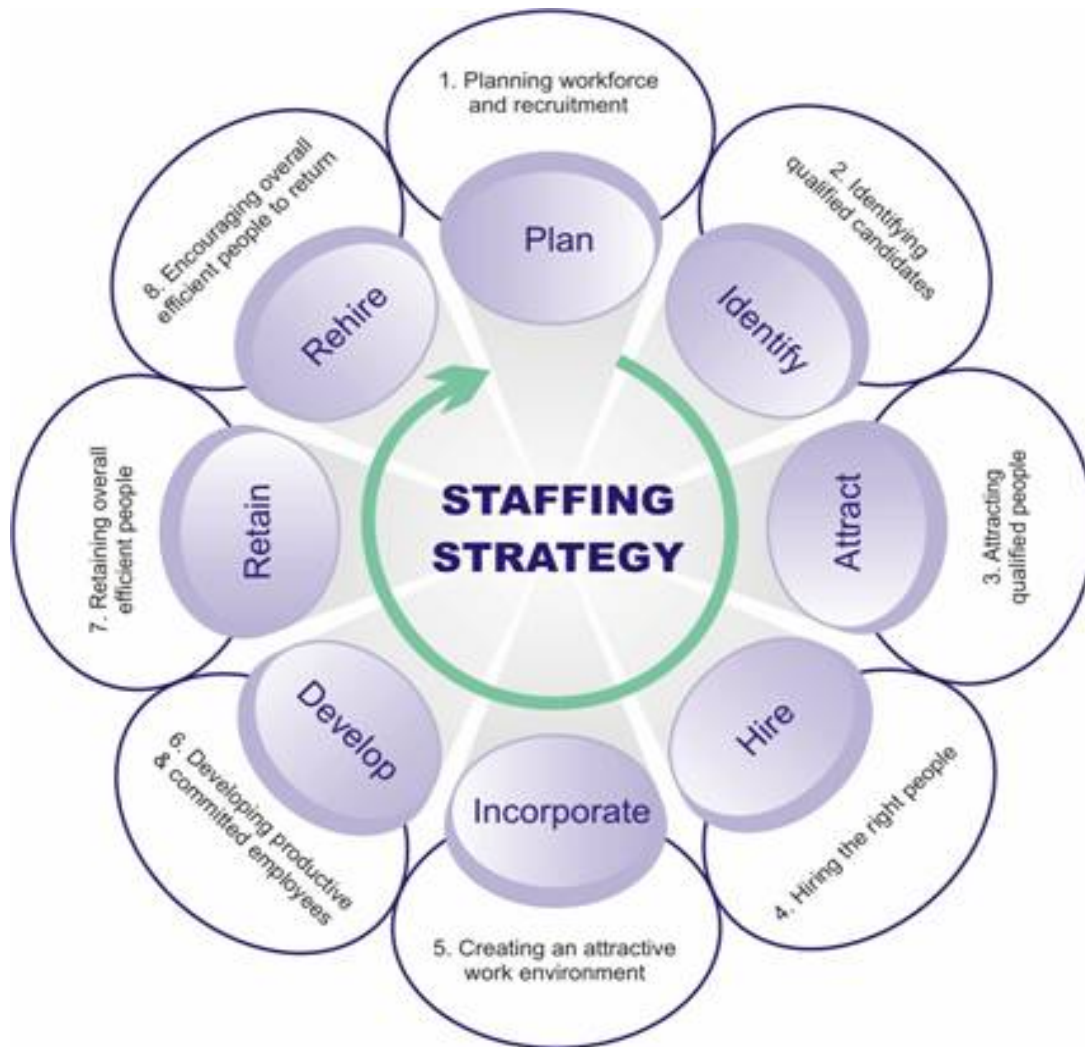 1. Planning workforce
and recruitment
Plan
2. Identifying
qualified candidates
Identify
3. Attracting
qualified people
Attract
4. Hiring the right people
Hire
5. Creating an attractive
work environment
Incorporate
6. Developing productive
& committed employees
Develop
7. Retaining overall
efficient people
Retain
8. Encouraging overall
efficient people to return
Rehire
STAFFING
STRATEGY